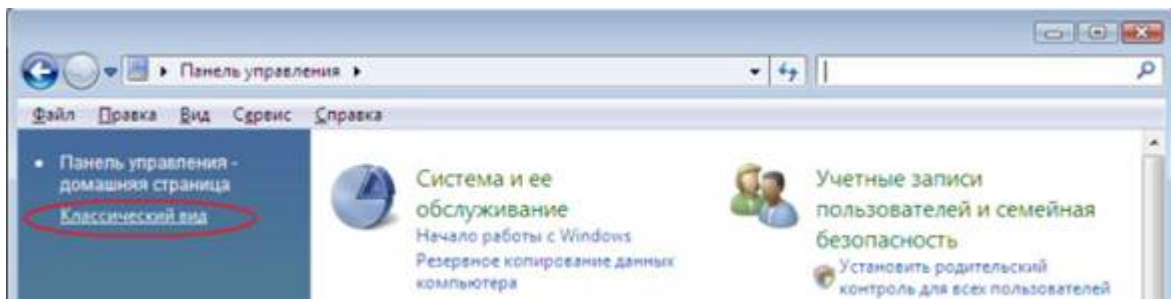 Панель управления
Файл Правка Вид Сервис Справка
Панель управления -
домашняя страница
Классический вид
Система и ее
обслуживание
Начало работы с Windows
Резервное копирование данных
компьютера
Учетные записи
пользователей и семейная
безопасность
Установить родительский
контроль для всех пользователей